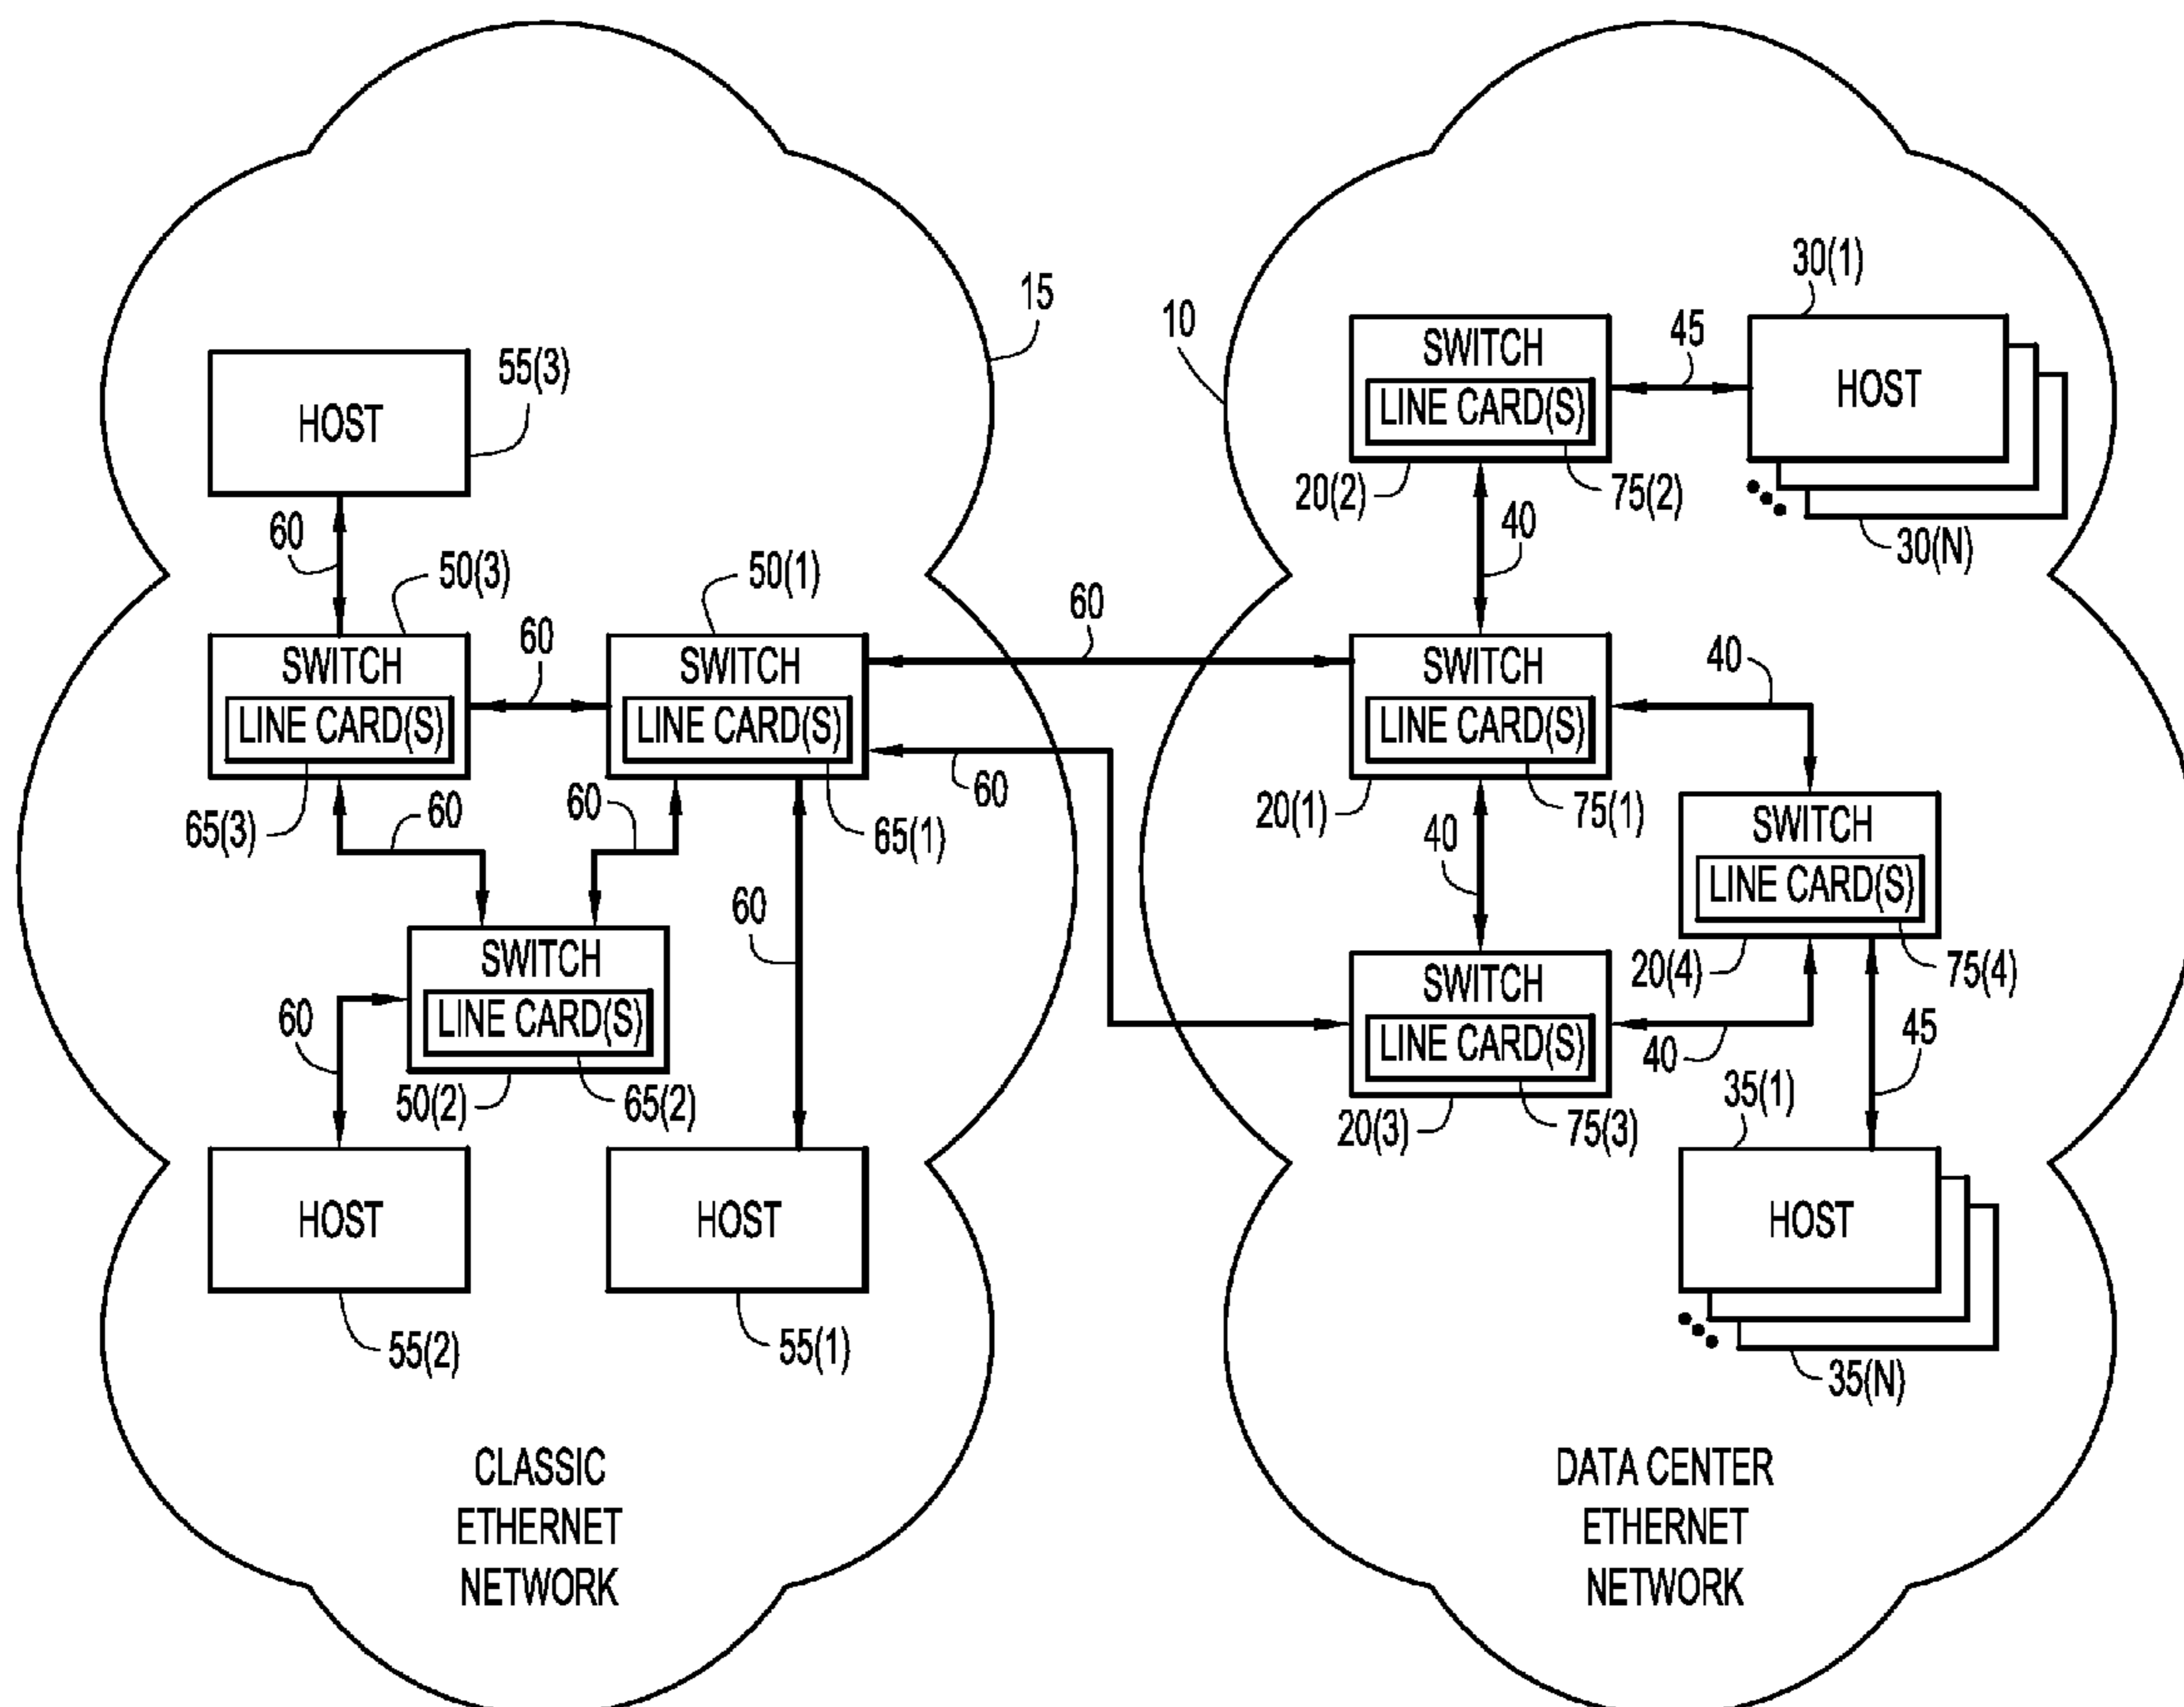 15
10
30(1)
45
SWITCH
LINE CARD(S)
HOST
HOST
55(3)
20(2)
75(2)
30(N)
60
40
50(3)
50(1)
60
60
40
SWITCH
LINE CARD(S)
SWITCH
LINE CARD(S)
SWITCH
LINE CARD(S)
60
65(3)
60
60
65(1)
20(1)
75(1)
40
SWITCH
LINE CARD(S)
60
SWITCH
LINE CARD(S)
SWITCH
LINE CARD(S)
20(4)
75(4)
60
40
45
50(2)
65(2)
20(3)
75(3)
35(1)
HOST
HOST
HOST
55(2)
55(1)
35(N)
CLASSIC
ETHERNET
NETWORK
DATA CENTER
ETHERNET
NETWORK